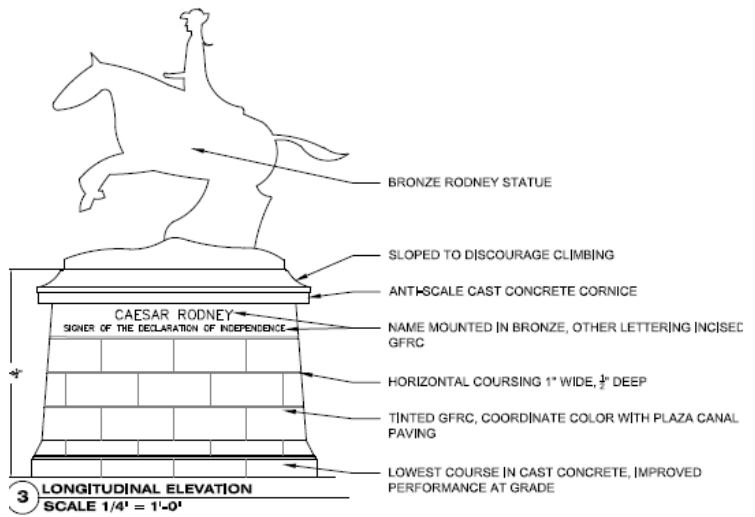 BRONZE RODNEY STATUE
SLOPED TO DISCOURAGE CLIMBING
ANTI-SCALE CAST CONCRETE CORNICE
CAESAR RODNEY
SIGNER OF THE DECLARATION OF INDEPENDENCE
NAME MOUNTED IN BRONZE, OTHER LETTERING INCISED
GFRC
HORIZONTAL COURSING 1" WIDE, ½" DEEP
TINTED GFRC, COORDINATE COLOR WITH PLAZA CANAL
PAVING
LOWEST COURSE IN CAST CONCRETE, IMPROVED
PERFORMANCE AT GRADE
3 LONGITUDINAL ELEVATION
SCALE 1/4' = 1'-0'